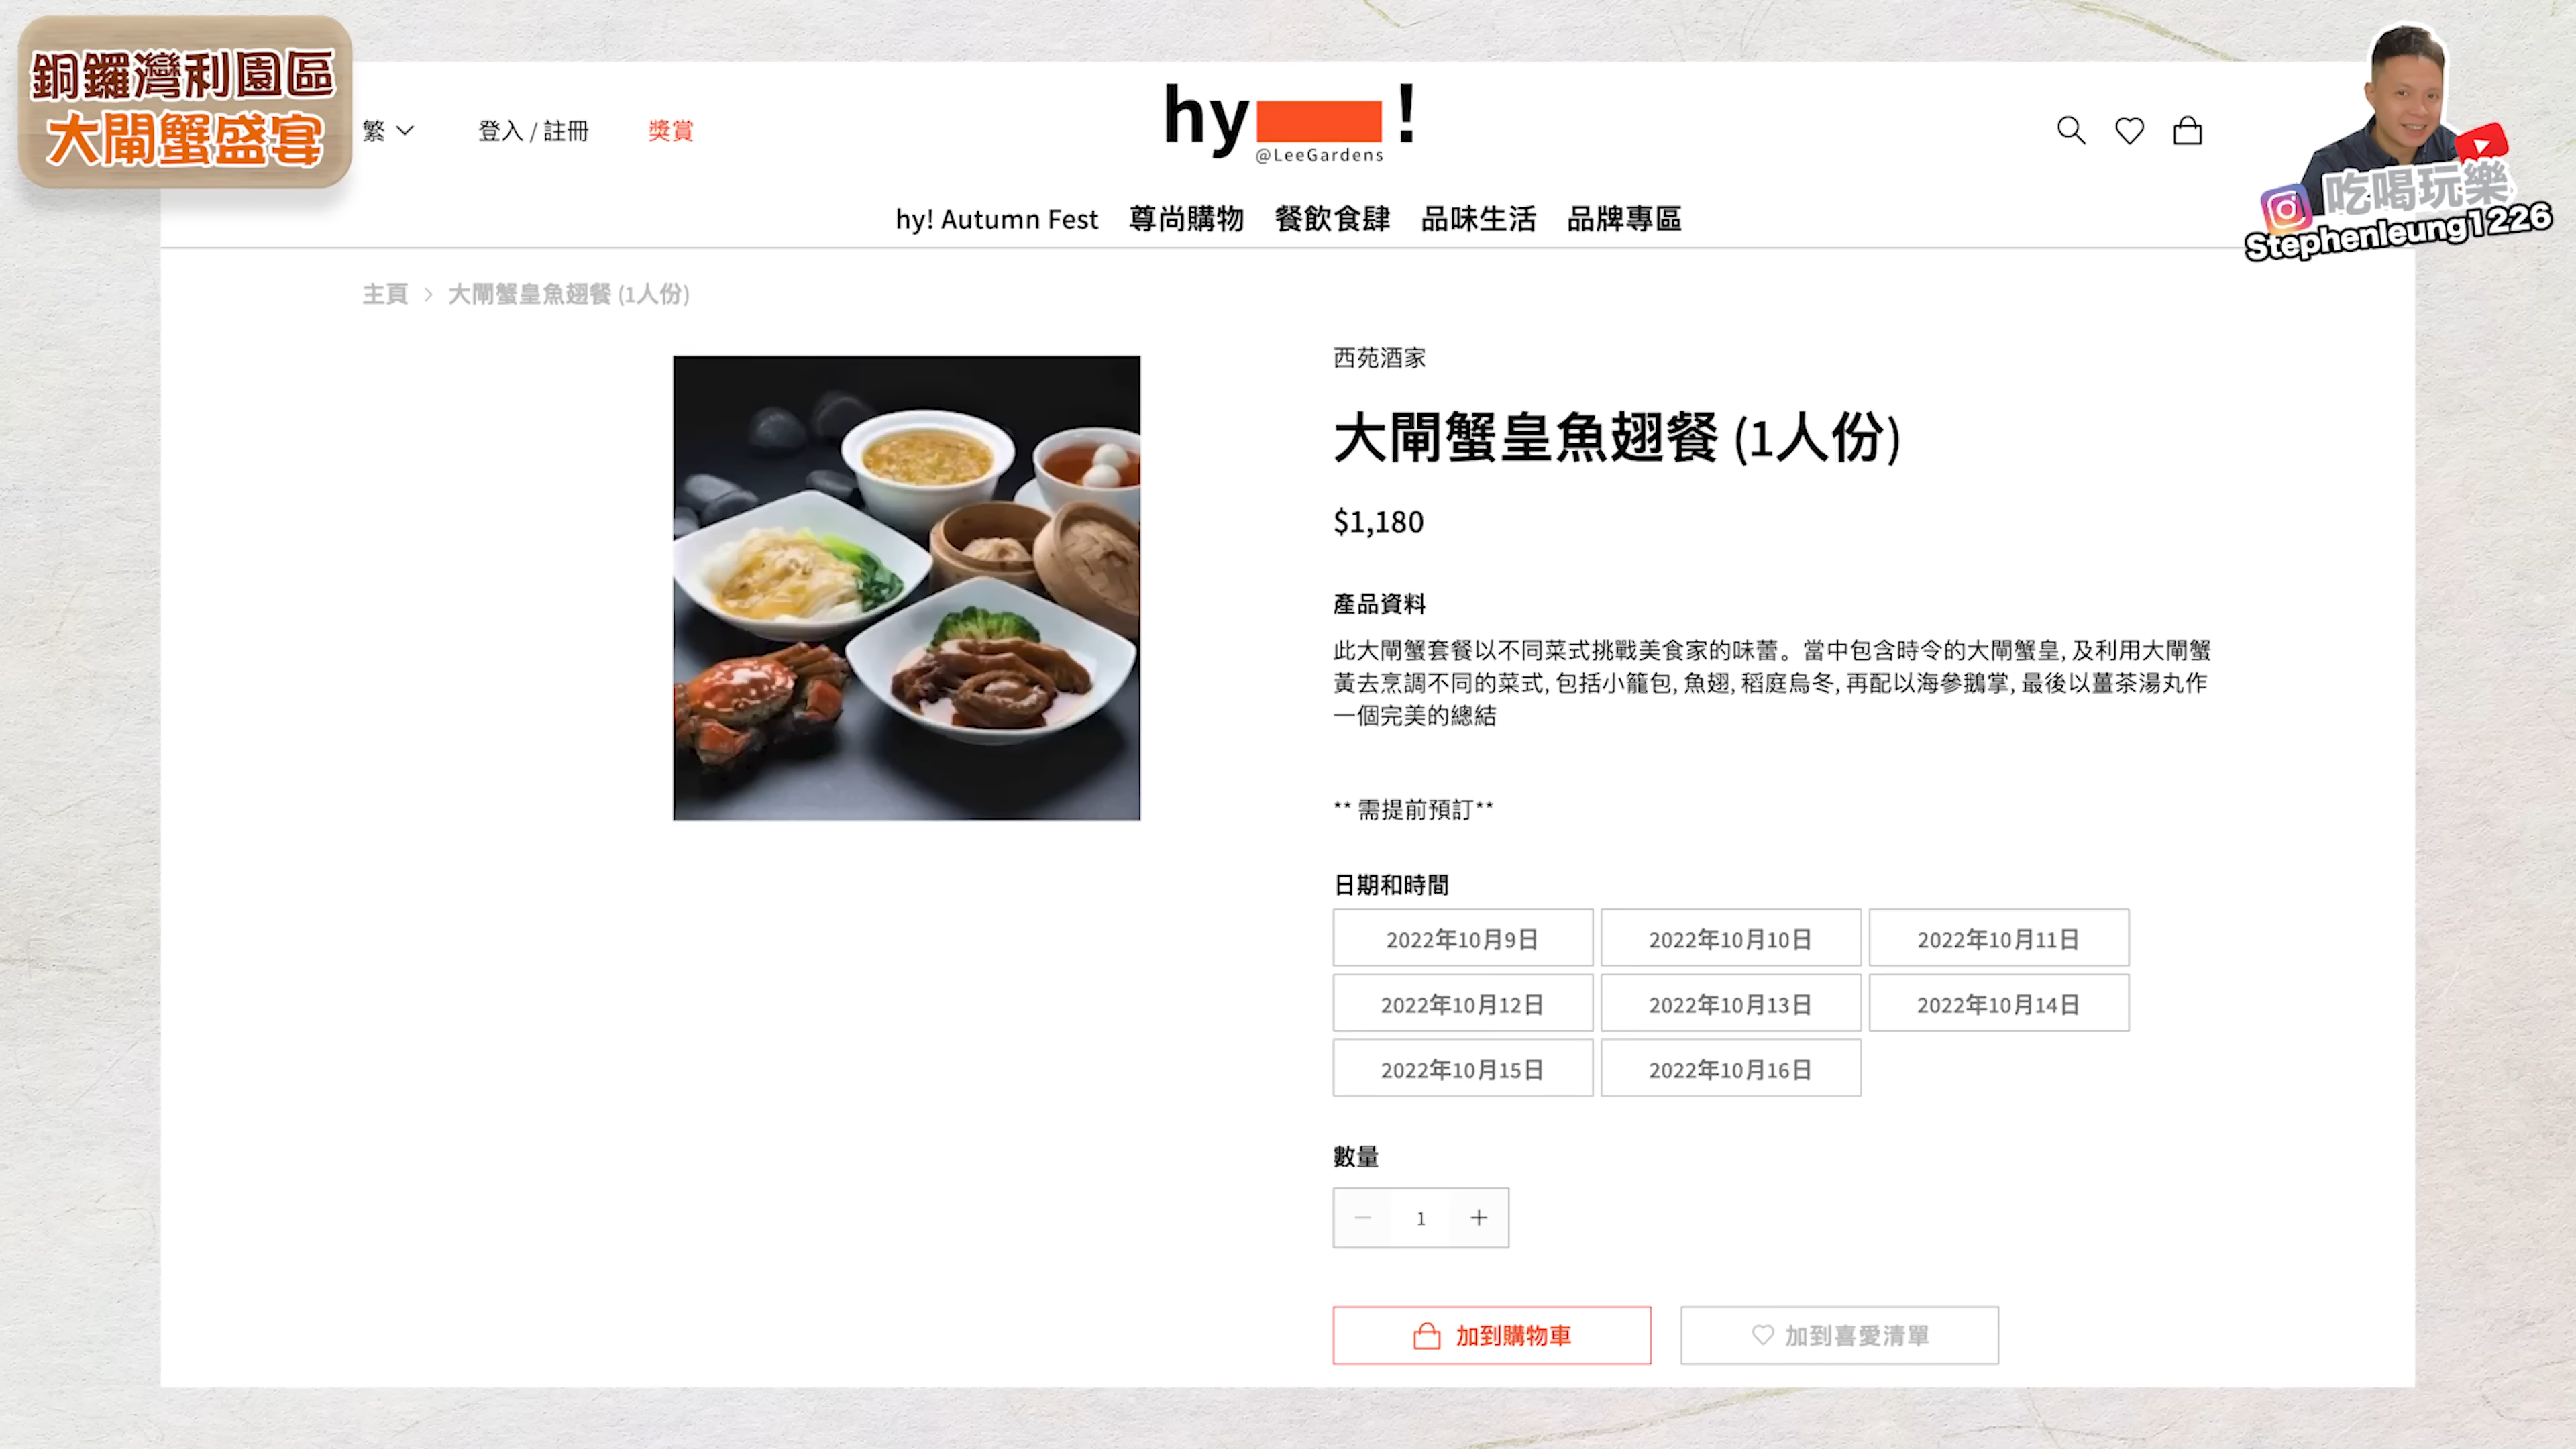 銅鑼灣利園區
大閘蟹盛宴
繁
登入 / 註冊
獎賞
hy !
@LeeGardens
吃喝玩樂
Stephenleung1226
hy! Autumn Fest 尊尚購物 餐飲食肆 品味生活 品牌專區
主頁 > 大閘蟹皇魚翅餐 (1人份)
西苑酒家
大閘蟹皇魚翅餐 (1人份)
$1,180
產品資料
此大閘蟹套餐以不同菜式挑戰美食家的味蕾。當中包含時令的大閘蟹皇, 及利用大閘蟹
黃去烹調不同的菜式, 包括小籠包, 魚翅, 稻庭烏冬, 再配以海參鵝掌, 最後以薑茶湯丸作
一個完美的總結
** 需提前預訂**
日期和時間
2022年10月9日 2022年10月10日 2022年10月11日
2022年10月12日 2022年10月13日 2022年10月14日
2022年10月15日 2022年10月16日
數量
1
加到購物車 加到喜愛清單